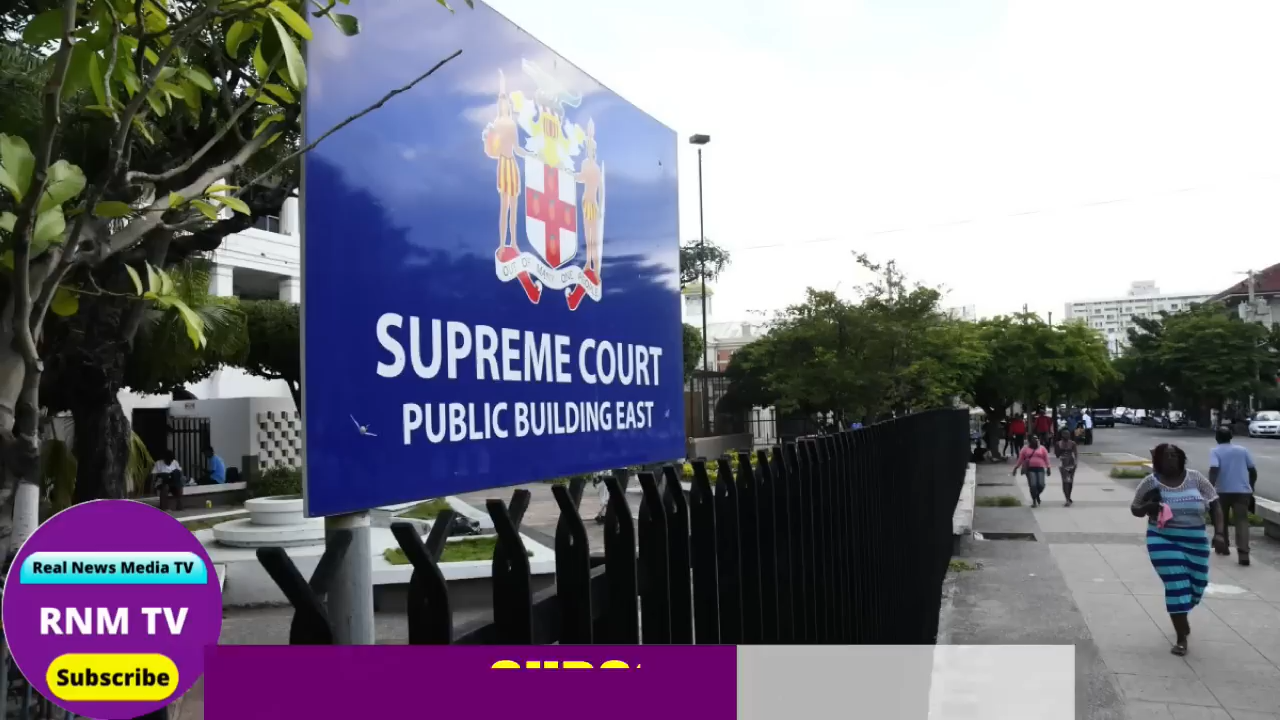 OUT OF MANY ONE PEOPLE
SUPREME COURT
PUBLIC BUILDING EAST
Real News Media TV
RNM TV
Subscribe